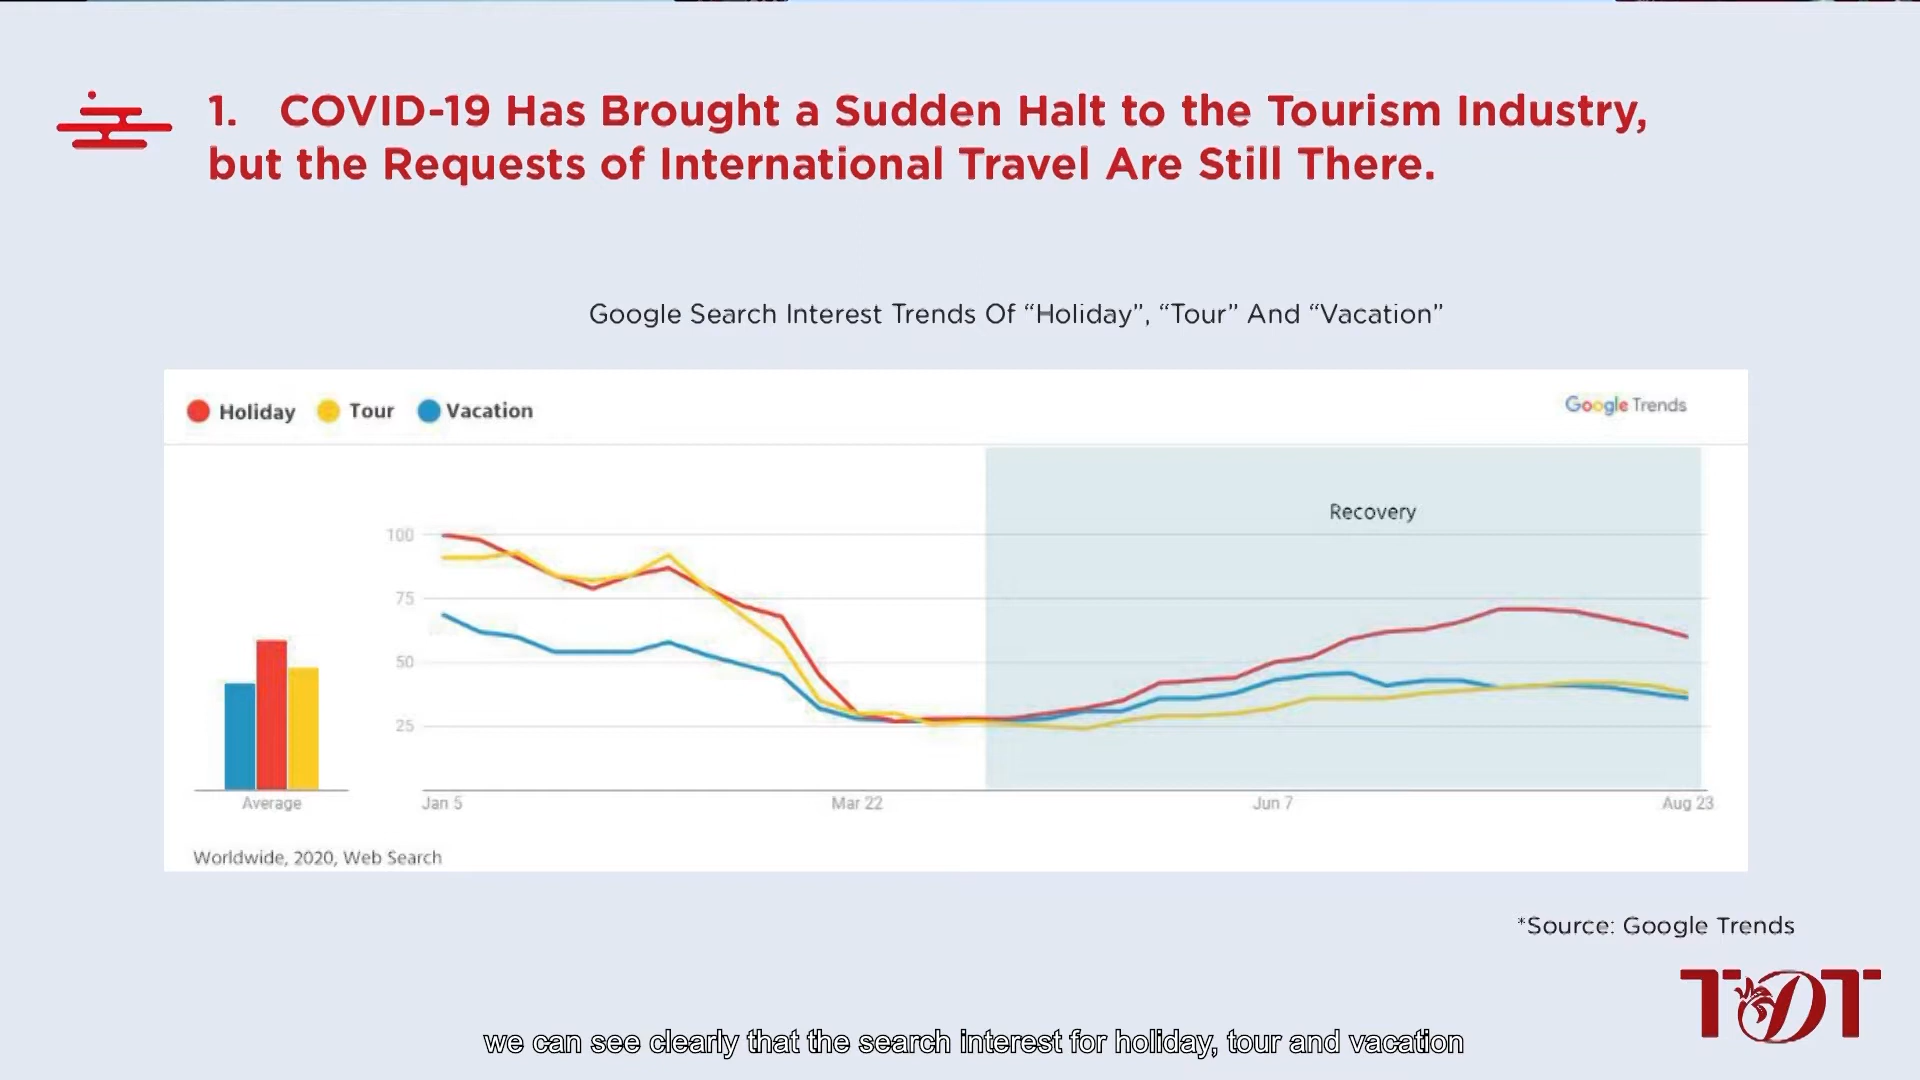 1. COVID-19 Has Brought a Sudden Halt to the Tourism Industry,
but the Requests of International Travel Are Still There.
Google Search Interest Trends Of “Holiday”, “Tour” And “Vacation”
Holiday Tour Vacation
Google Trends
Recovery
100
75
50
25
Average
Jan 5 Mar 22 Jun 7 Aug 23
Worldwide, 2020, Web Search
*Source: Google Trends
TDT
we can see clearly that the search interest for holiday, tour and vacation